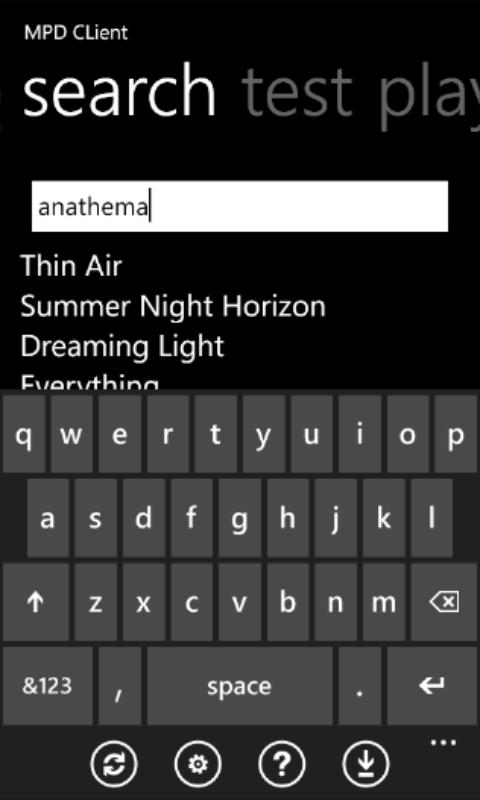 MPD CLient
search test play
anathema
Thin Air
Summer Night Horizon
Dreaming Light
Everything
q w e r t y u i o p
a s d f g h j k l
z x c v b n m
&123 , space .
?